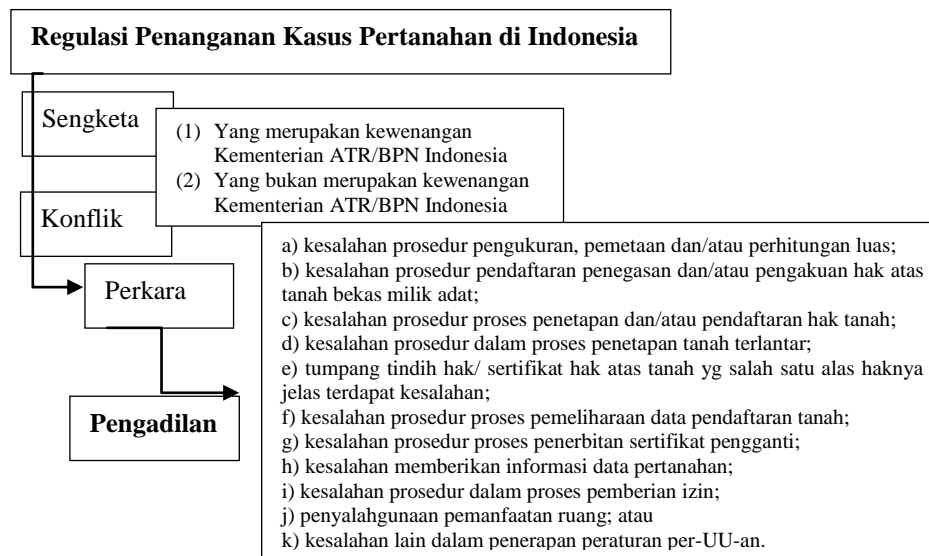 Regulasi Penanganan Kasus Pertanahan di Indonesia
Sengketa
(1) Yang merupakan kewenangan
Kementerian ATR/BPN Indonesia
(2) Yang bukan merupakan kewenangan
Kementerian ATR/BPN Indonesia
Konflik
a) kesalahan prosedur pengukuran, pemetaan dan/atau perhitungan luas;
b) kesalahan prosedur pendaftaran penegasan dan/atau pengakuan hak atas
tanah bekas milik adat;
c) kesalahan prosedur proses penetapan dan/atau pendaftaran hak tanah;
d) kesalahan prosedur dalam proses penetapan tanah terlantar;
e) tumpang tindih hak/ sertifikat hak atas tanah yg salah satu alas haknya
jelas terdapat kesalahan;
f) kesalahan prosedur proses pemeliharaan data pendaftaran tanah;
g) kesalahan prosedur proses penerbitan sertifikat pengganti;
h) kesalahan memberikan informasi data pertanahan;
i) kesalahan prosedur dalam proses pemberian izin;
j) penyalahgunaan pemanfaatan ruang; atau
k) kesalahan lain dalam penerapan peraturan per-UU-an.
Perkara
Pengadilan